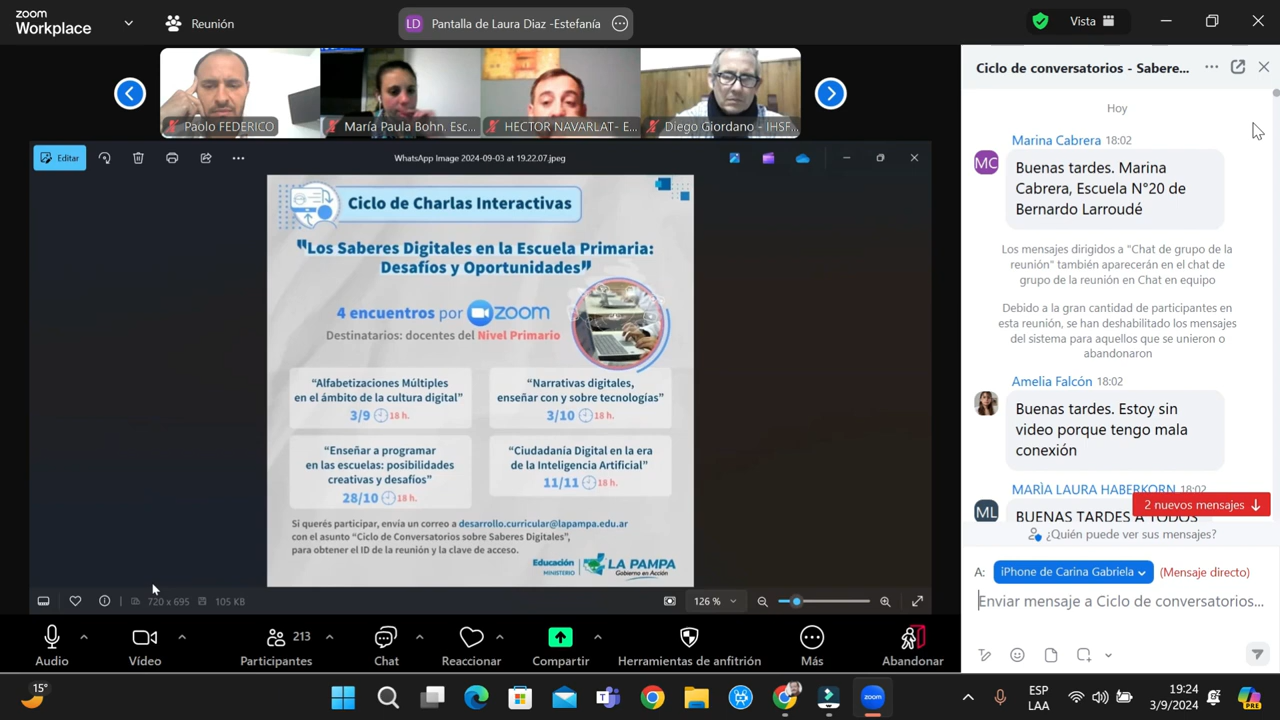 zoom
Workplace
Reunión
LD Pantalla de Laura Diaz -Estefanía
Vista
Paolo FEDERICO
María Paula Bohn. Esc...
HECTOR NAVARLAT- E...
Diego Giordano - IHSF...
Editar
WhatsApp Image 2024-09-03 at 19.22.07.jpeg
Ciclo de Charlas Interactivas
"Los Saberes Digitales en la Escuela Primaria:
Desafíos y Oportunidades"
4 encuentros por zoom
Destinatarios: docentes del Nivel Primario
“Alfabetizaciones Múltiples
en el ámbito de la cultura digital”
3/9 18 h.
“Narrativas digitales,
enseñar con y sobre tecnologías”
3/10 18 h.
“Enseñar a programar
en las escuelas: posibilidades
creativas y desafíos”
28/10 18 h.
“Ciudadanía Digital en la era
de la Inteligencia Artificial”
11/11 18 h.
Si querés participar, envía un correo a desarrollo.curricular@lapampa.edu.ar
con el asunto “Ciclo de Conversatorios sobre Saberes Digitales”,
para obtener el ID de la reunión y la clave de acceso.
Educación
MINISTERIO
LA PAMPA
Gobierno en Acción
720 x 695
105 KB
126 %
Ciclo de conversatorios - Sabere...
Hoy
Marina Cabrera 18:02
MC
Buenas tardes. Marina
Cabrera, Escuela N°20 de
Bernardo Larroudé
Los mensajes dirigidos a "Chat de grupo de la
reunión" también aparecerán en el chat de
grupo de la reunión en Chat en equipo
Debido a la gran cantidad de participantes en
esta reunión, se han deshabilitado los mensajes
del sistema para aquellos que se unieron o
abandonaron
Amelia Falcón 18:02
Buenas tardes. Estoy sin
video porque tengo mala
conexión
MARÌA LAURA HABERKORN 18:02
ML
BUENAS TARDES A TODOS
2 nuevos mensajes
¿Quién puede ver sus mensajes?
A: iPhone de Carina Gabriela (Mensaje directo)
Enviar mensaje a Ciclo de conversatorios...
Audio
Vídeo
213
Participantes
Chat
Reaccionar
Compartir
Herramientas de anfitrión
Más
Abandonar
15°
zoom
ESP
LAA
19:24
3/9/2024
PRE